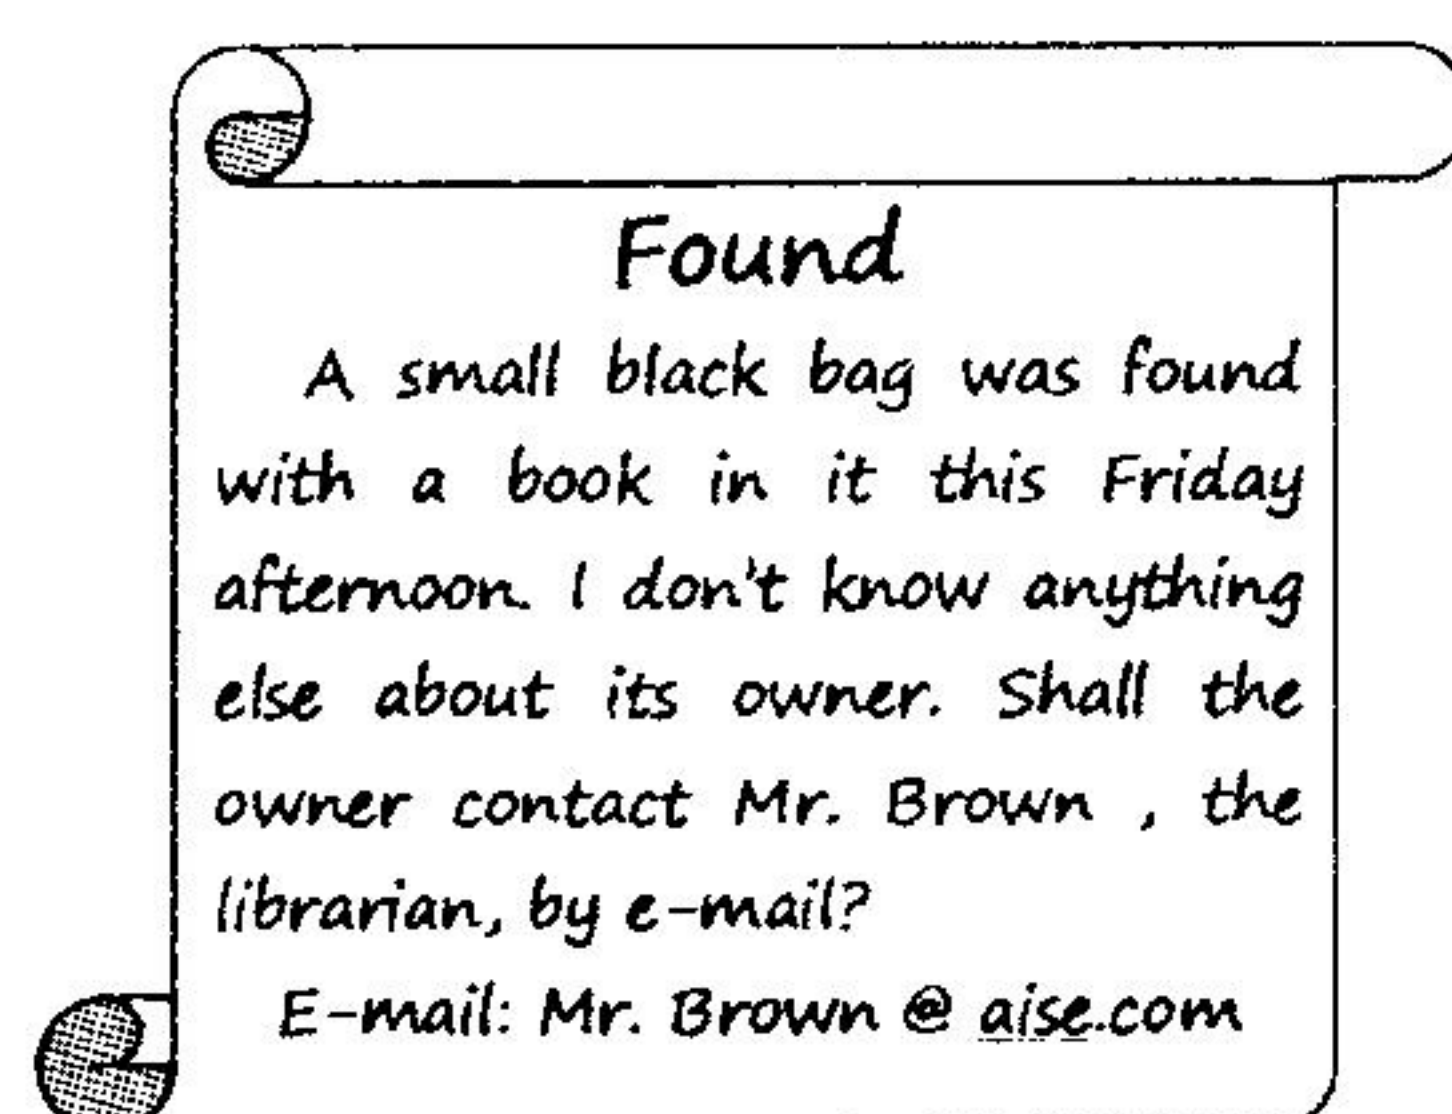 Found
A small black bag was found
with a book in it this Friday
afternoon. I don't know anything
else about its owner. Shall the
owner contact Mr. Brown , the
librarian, by e-mail?
E-mail: Mr. Brown @ aise.com